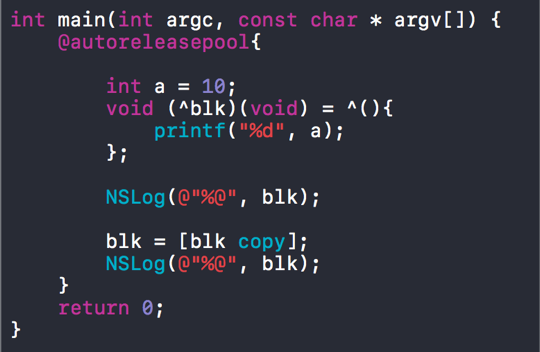 int main(int argc, const char * argv[]) {
    @autoreleasepool{

        int a = 10;
        void (^blk)(void) = ^(){
            printf("%d", a);
        };

        NSLog(@"%@", blk);

        blk = [blk copy];
        NSLog(@"%@", blk);
    }
    return 0;
}